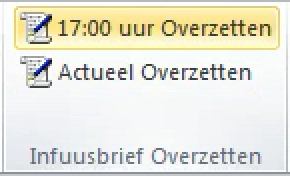 17:00 uur Overzetten
Actueel Overzetten
Infuusbrief Overzetten